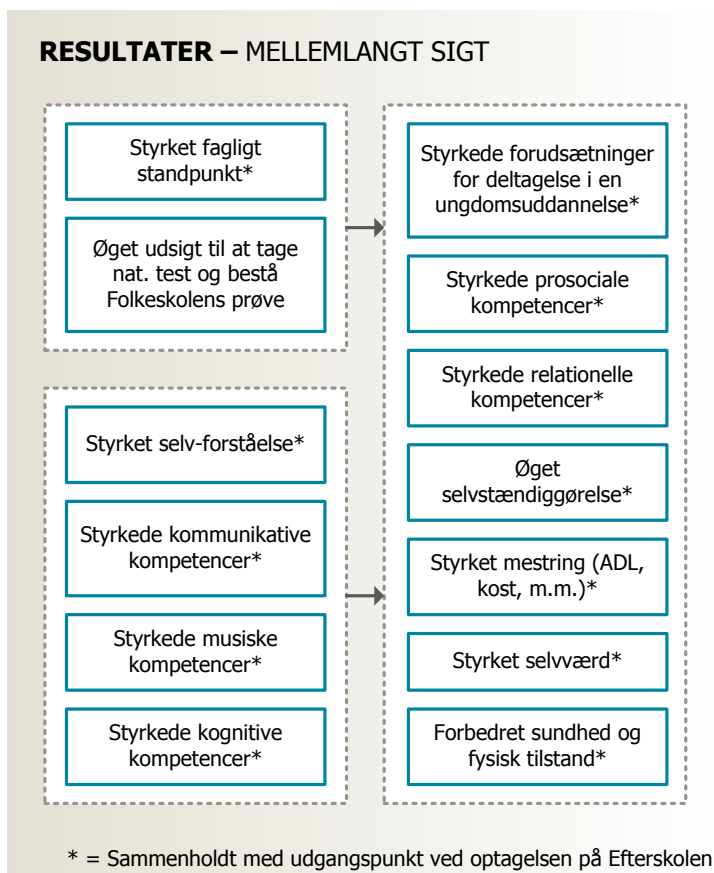 RESULTATER – MELLEMLANGT SIGT
Styrket fagligt
standpunkt*
Øget udsigt til at tage
nat. test og bestå
Folkeskolens prøve
Styrket selv-forståelse*
Styrkede kommunikative
kompetencer*
Styrkede musiske
kompetencer*
Styrkede kognitive
kompetencer*
Styrkede forudsætninger
for deltagelse i en
ungdomsuddannelse*
Styrkede prosociale
kompetencer*
Styrkede relationelle
kompetencer*
Øget
selvstændiggørelse*
Styrket mestring (ADL,
kost, m.m.)*
Styrket selvværd*
Forbedret sundhed og
fysisk tilstand*
* = Sammenholdt med udgangspunkt ved optagelsen på Efterskolen